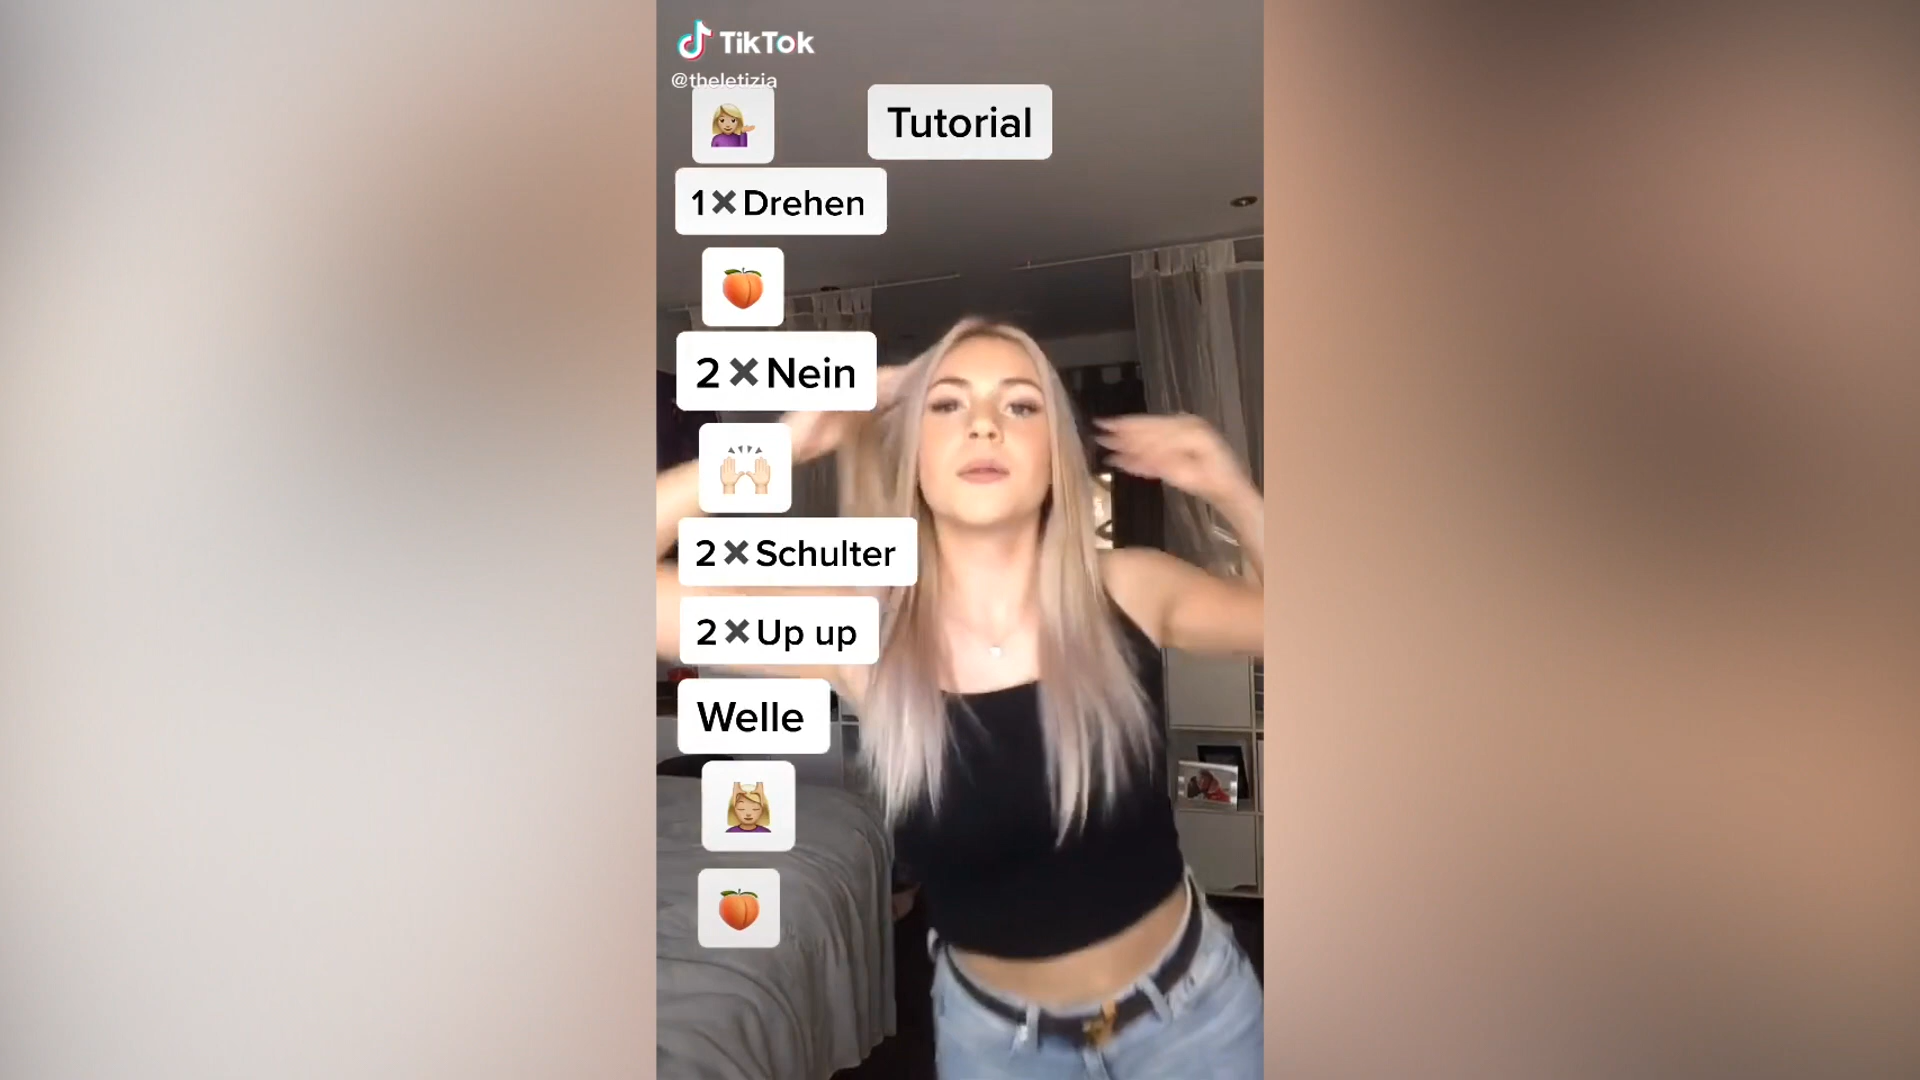 TikTok
@theletizia
💁🏼‍♀️ Tutorial
1✖Drehen
🍑
2✖Nein
🙌🏻
2✖Schulter
2✖Up up
Welle
💆🏼‍♀️
🍑